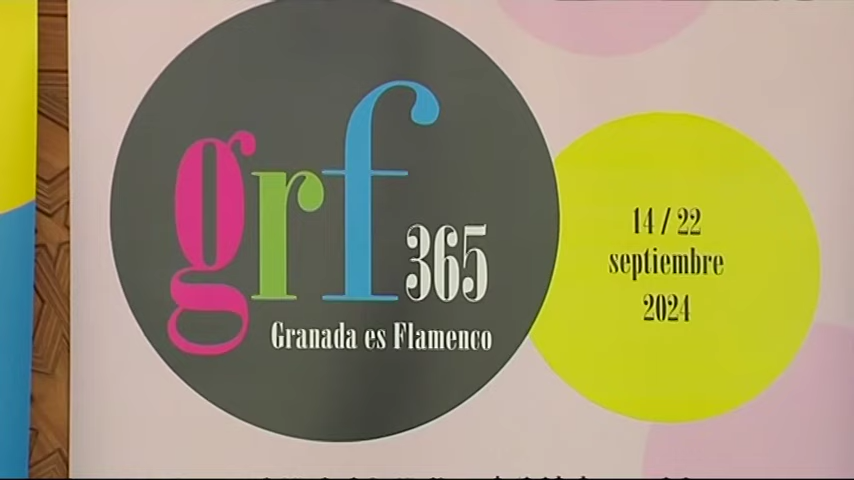 grf 365
Granada es Flamenco
14 / 22
septiembre
2024